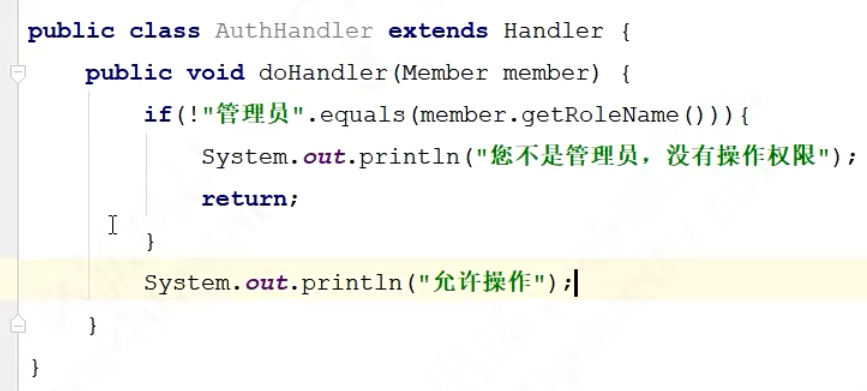 public class AuthHandler extends Handler {
public void doHandler(Member member) {
if(!"管理员".equals(member.getRoleName())){
System.out.println("您不是管理员，没有操作权限");
return;
}
System.out.println("允许操作");
}
}